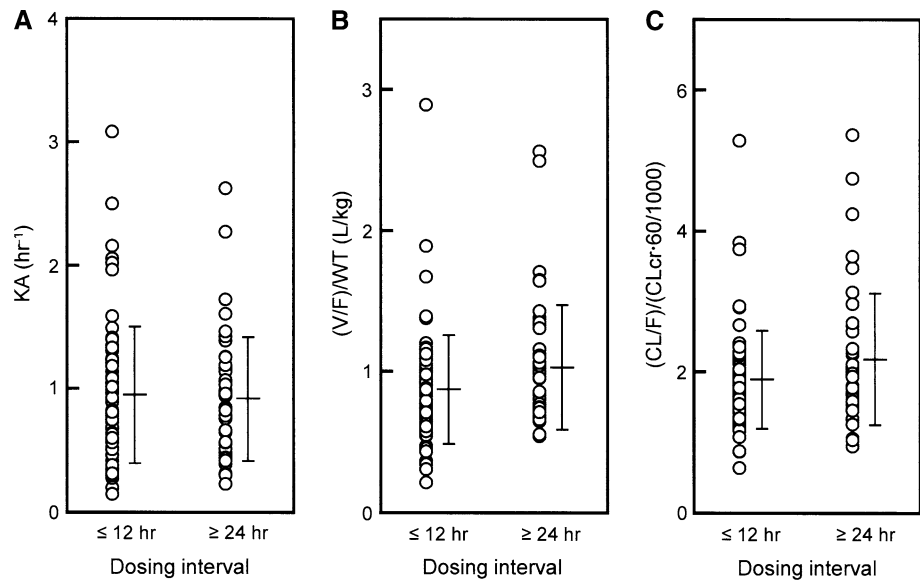 A
4
3
2
1
0
KA (hr⁻¹)
≤ 12 hr
≥ 24 hr
Dosing interval
B
3
2
1
0
(V/F)/WT (L/kg)
≤ 12 hr
≥ 24 hr
Dosing interval
C
6
4
2
0
(CL/F)/(CLcr·60/1000)
≤ 12 hr
≥ 24 hr
Dosing interval